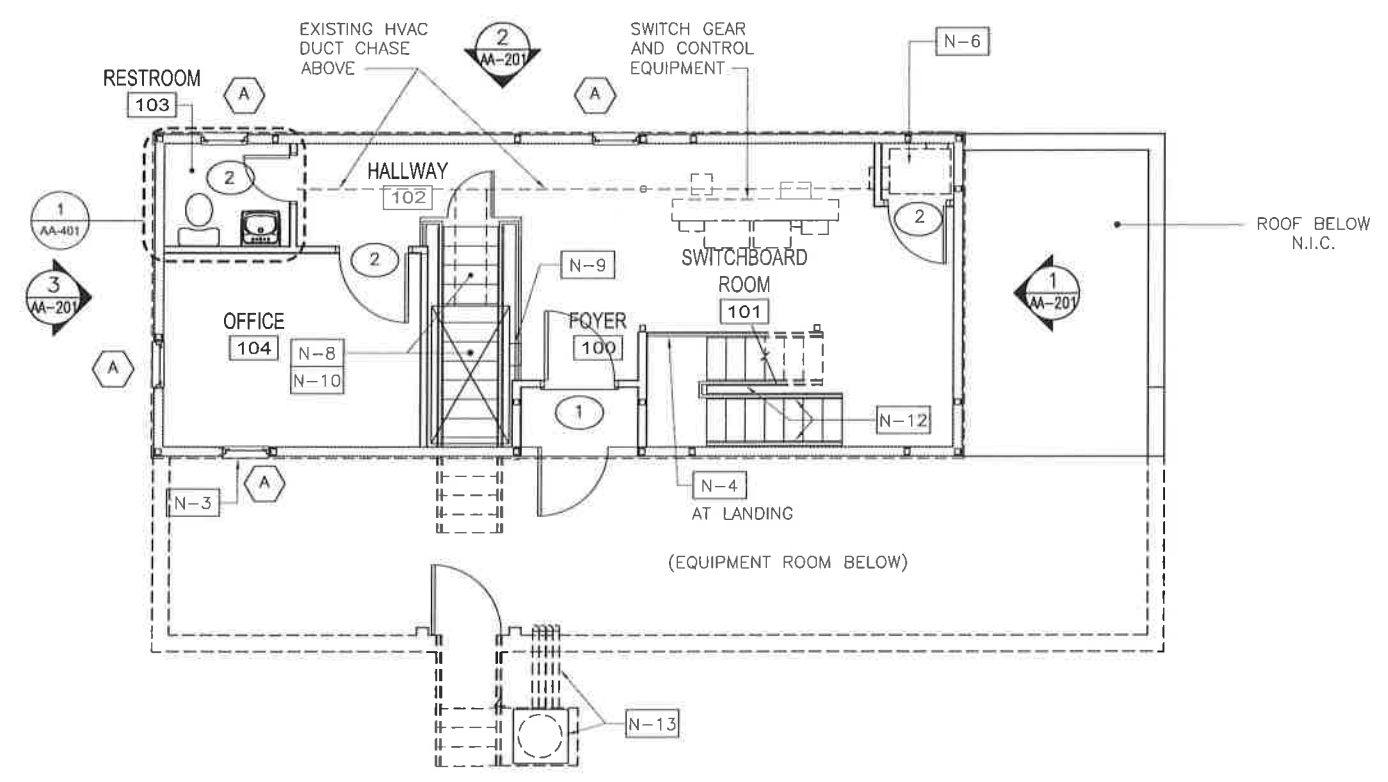 EXISTING HVAC
DUCT CHASE
ABOVE
2
AA-201
SWITCH GEAR
AND CONTROL
EQUIPMENT
N-6
RESTROOM
103
A
A
2
HALLWAY
102
1
AA-401
2
ROOF BELOW
N.I.C.
3
AA-201
2
N-9
SWITCHBOARD
ROOM
101
1
AA-201
OFFICE
104
FOYER
100
N-8
N-10
A
1
N-12
N-3
A
N-4
AT LANDING
(EQUIPMENT ROOM BELOW)
N-13